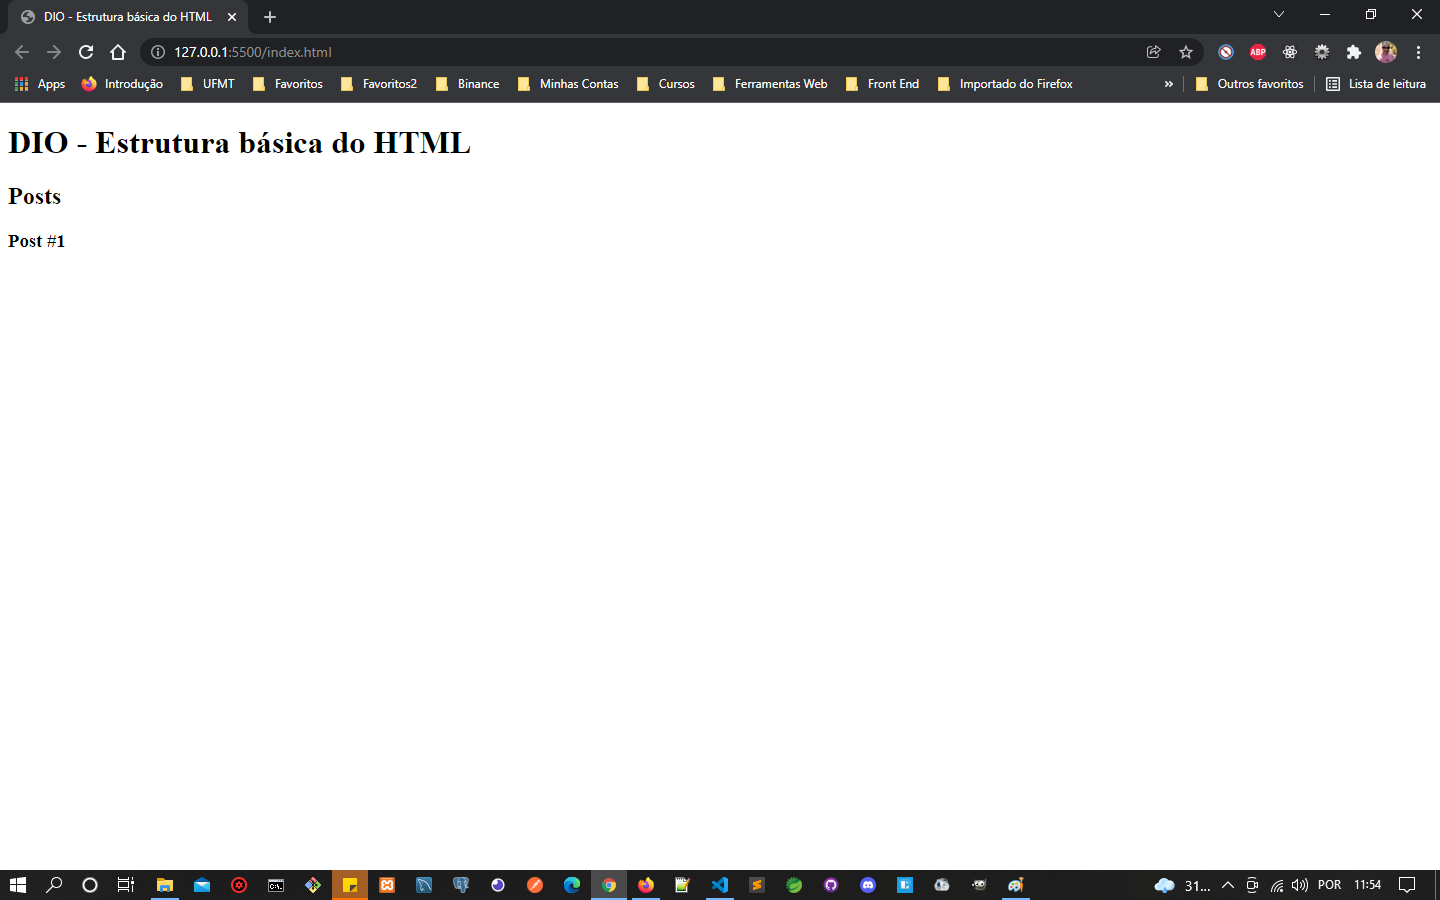 DIO - Estrutura básica do HTML
127.0.0.1:5500/index.html
ABP
Apps Introdução UFMT Favoritos Favoritos2 Binance Minhas Contas Cursos Ferramentas Web Front End Importado do Firefox » Outros favoritos Lista de leitura
DIO - Estrutura básica do HTML
Posts
Post #1
C:\.
31... POR 11:54